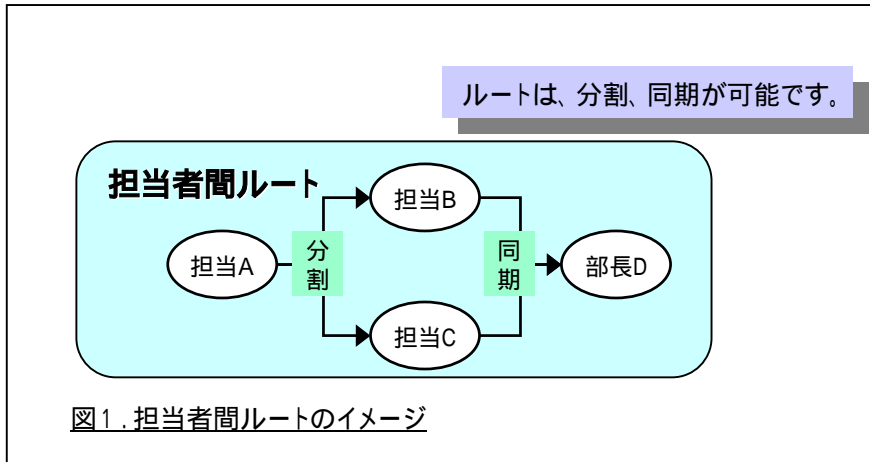 ルートは、分割、同期が可能です。
担当者間ルート
担当B
担当A
分割
同期
部長D
担当C
図1.担当者間ルートのイメージ